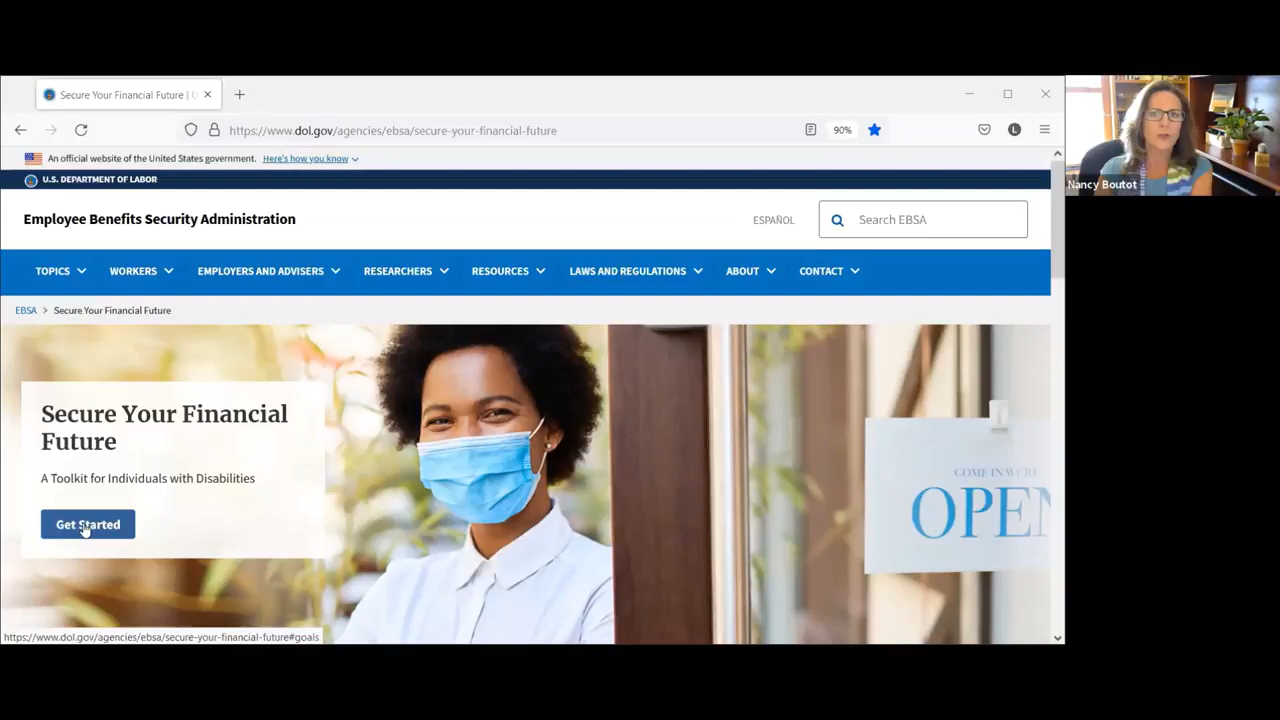 Secure Your Financial Future | U
https://www.dol.gov/agencies/ebsa/secure-your-financial-future
90%
L
An official website of the United States government. Here's how you know
U.S. DEPARTMENT OF LABOR
Employee Benefits Security Administration
ESPAÑOL
Search EBSA
TOPICS WORKERS EMPLOYERS AND ADVISERS RESEARCHERS RESOURCES LAWS AND REGULATIONS ABOUT CONTACT
EBSA > Secure Your Financial Future
Secure Your Financial
Future
A Toolkit for Individuals with Disabilities
Get Started
COME IN WE'RE
OPEN
https://www.dol.gov/agencies/ebsa/secure-your-financial-future#goals
Nancy Boutot